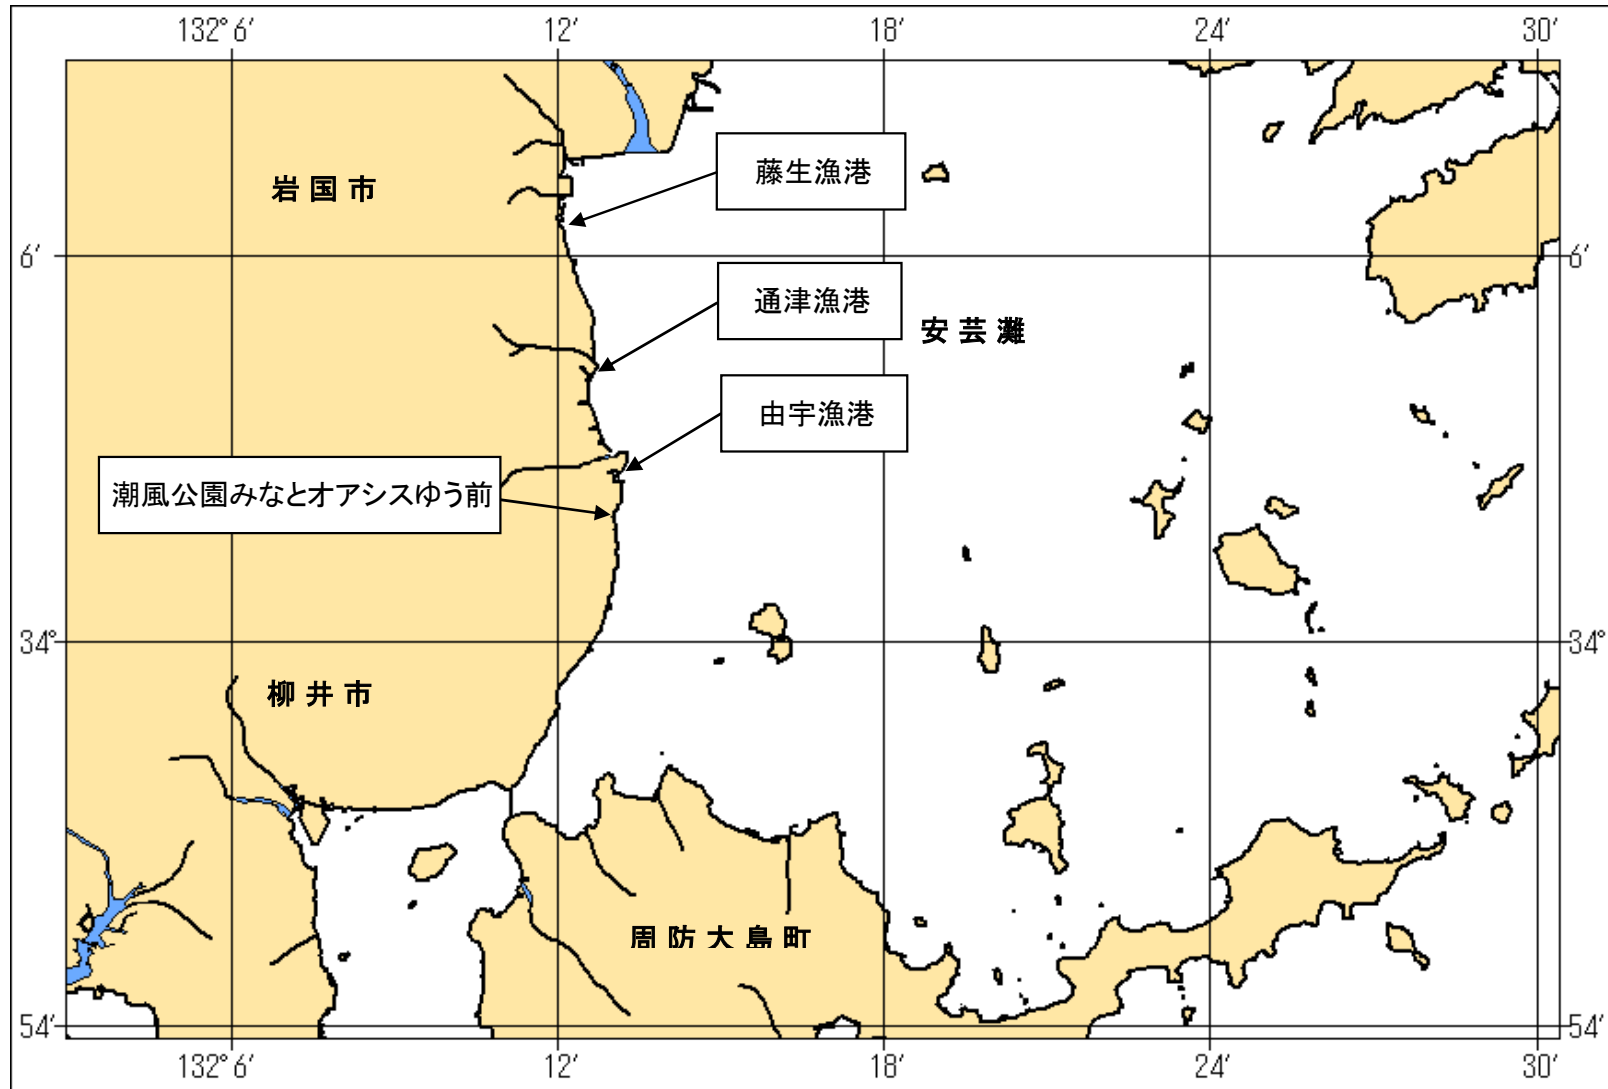 132° 6′ 12′ 18′ 24′ 30′
藤生漁港
岩国市
6′ 6′
通津漁港
安芸灘
由宇漁港
潮風公園みなとオアシスゆう前
34° 34°
柳井市
周防大島町
54′ 54′
132° 6′ 12′ 18′ 24′ 30′